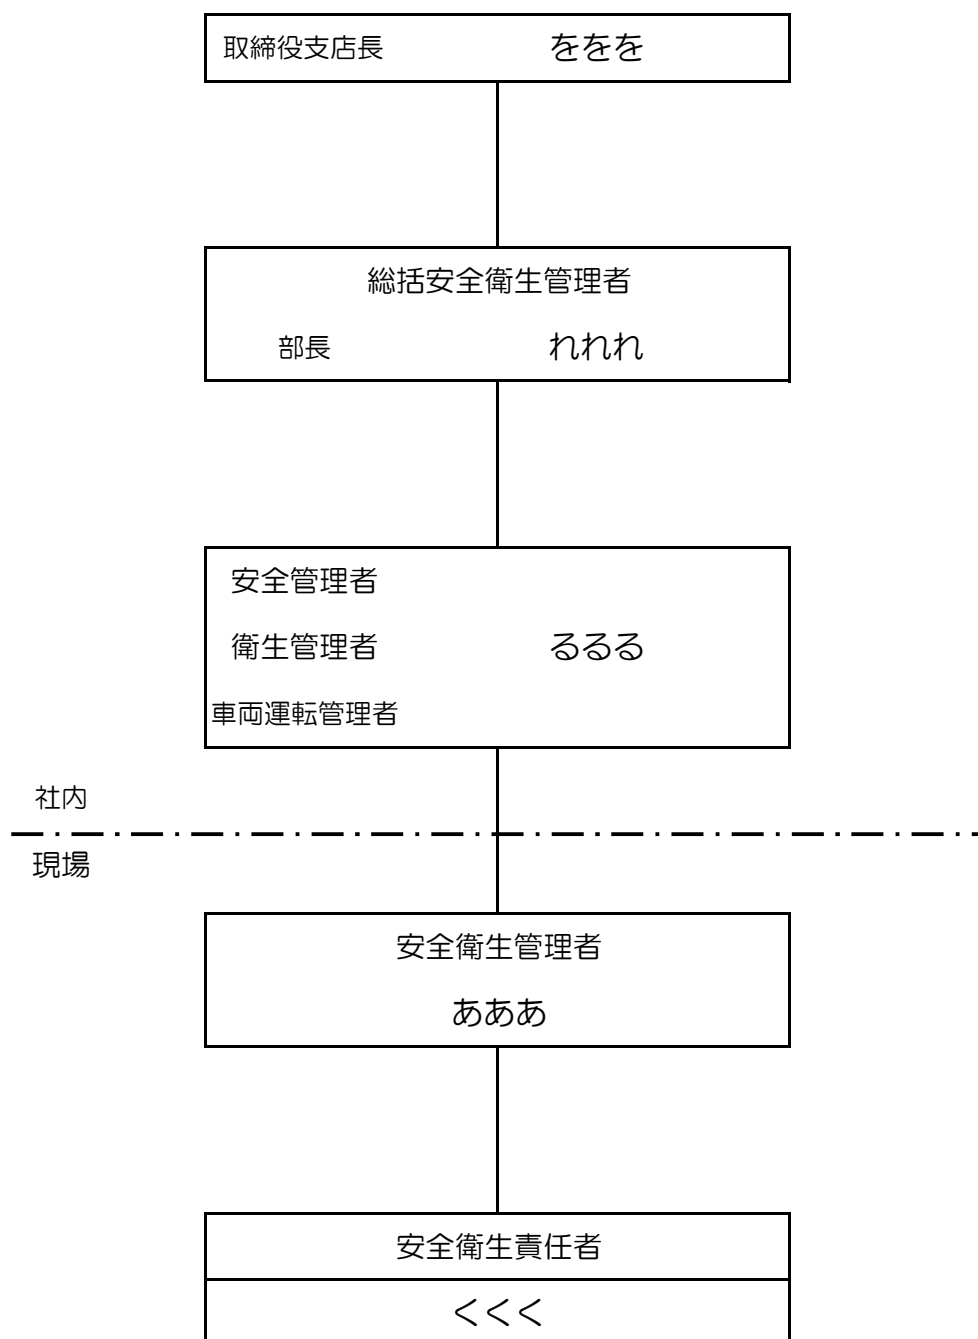 取締役支店長 ををを
総括安全衛生管理者
部長 れれれ
安全管理者
衛生管理者 るるる
車両運転管理者
社内
現場
安全衛生管理者
あああ
安全衛生責任者
くくく